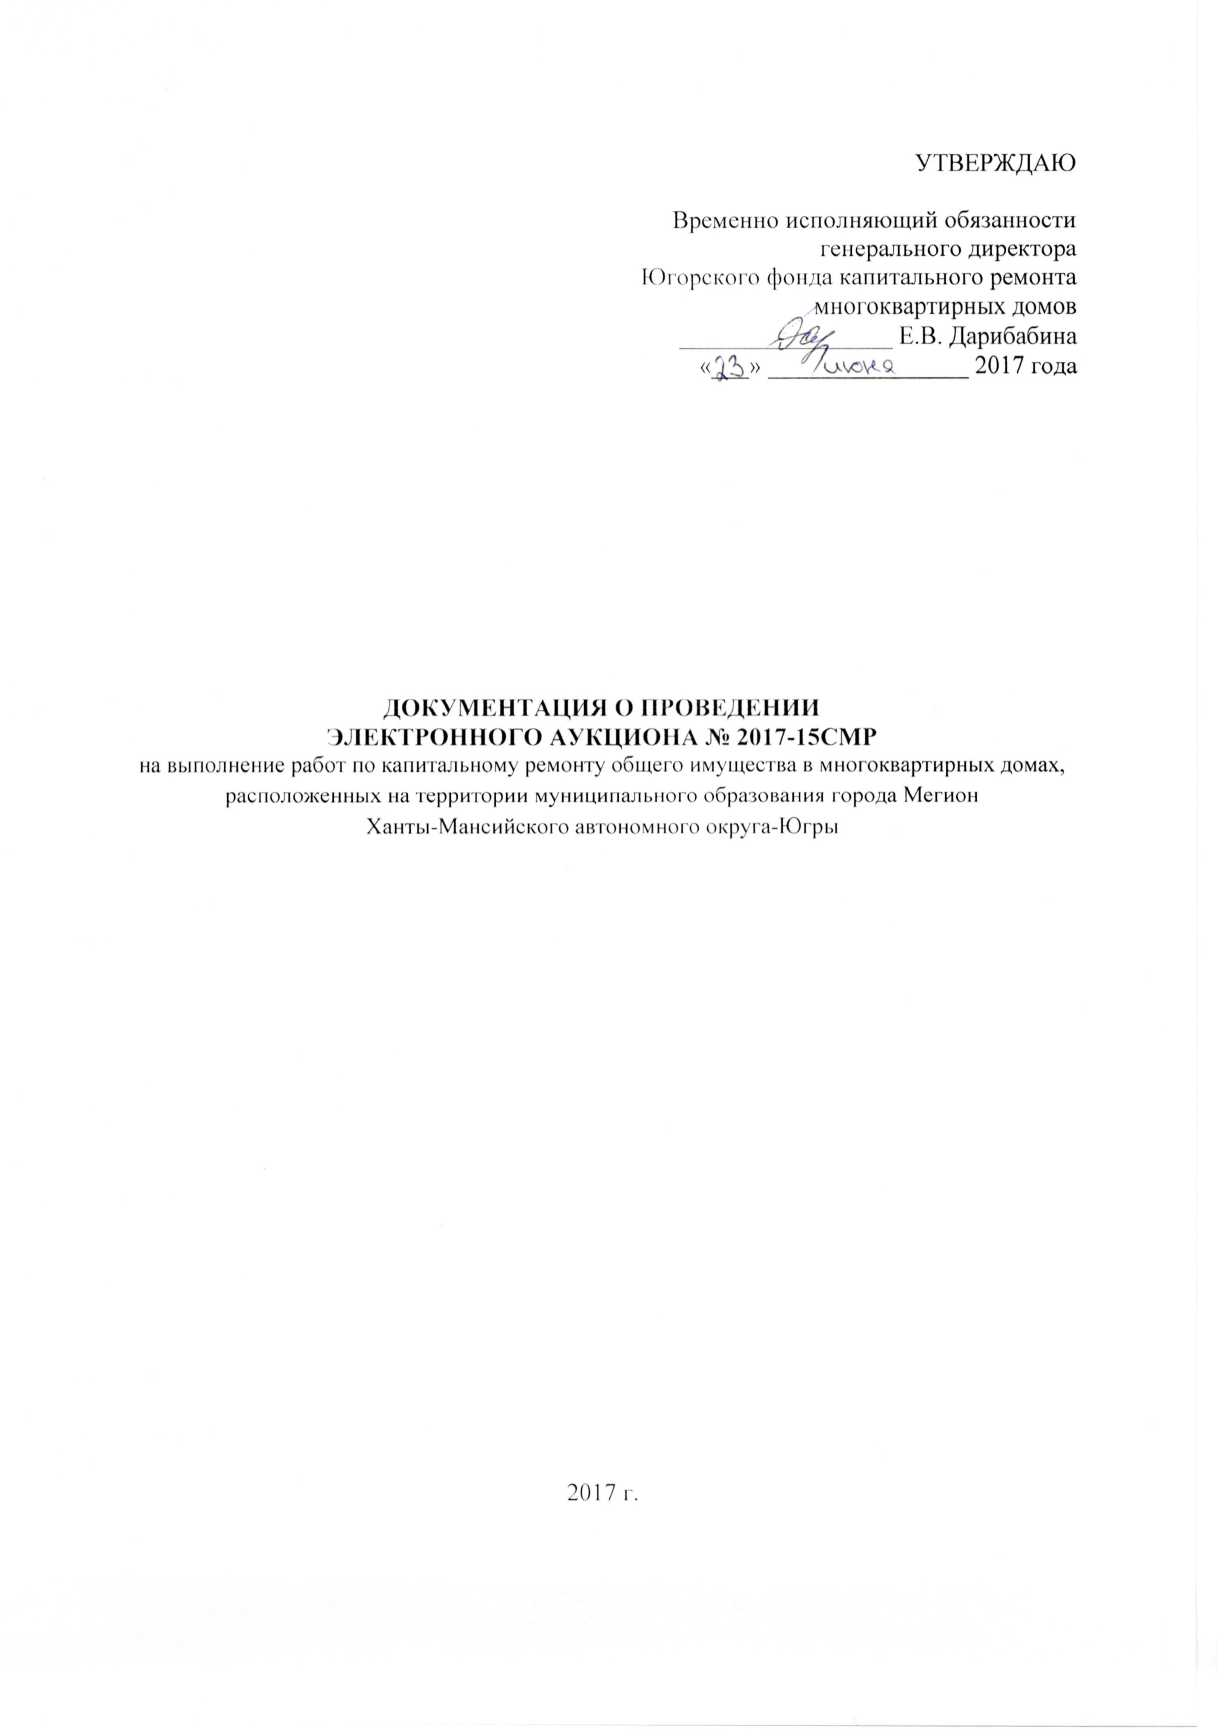 УТВЕРЖДАЮ
Временно исполняющий обязанности
генерального директора
Югорского фонда капитального ремонта
многоквартирных домов
Е.В. Дарибабина
«23» июня 2017 года
ДОКУМЕНТАЦИЯ О ПРОВЕДЕНИИ
ЭЛЕКТРОННОГО АУКЦИОНА № 2017-15СМР
на выполнение работ по капитальному ремонту общего имущества в многоквартирных домах,
расположенных на территории муниципального образования города Мегион
Ханты-Мансийского автономного округа-Югры
2017 г.